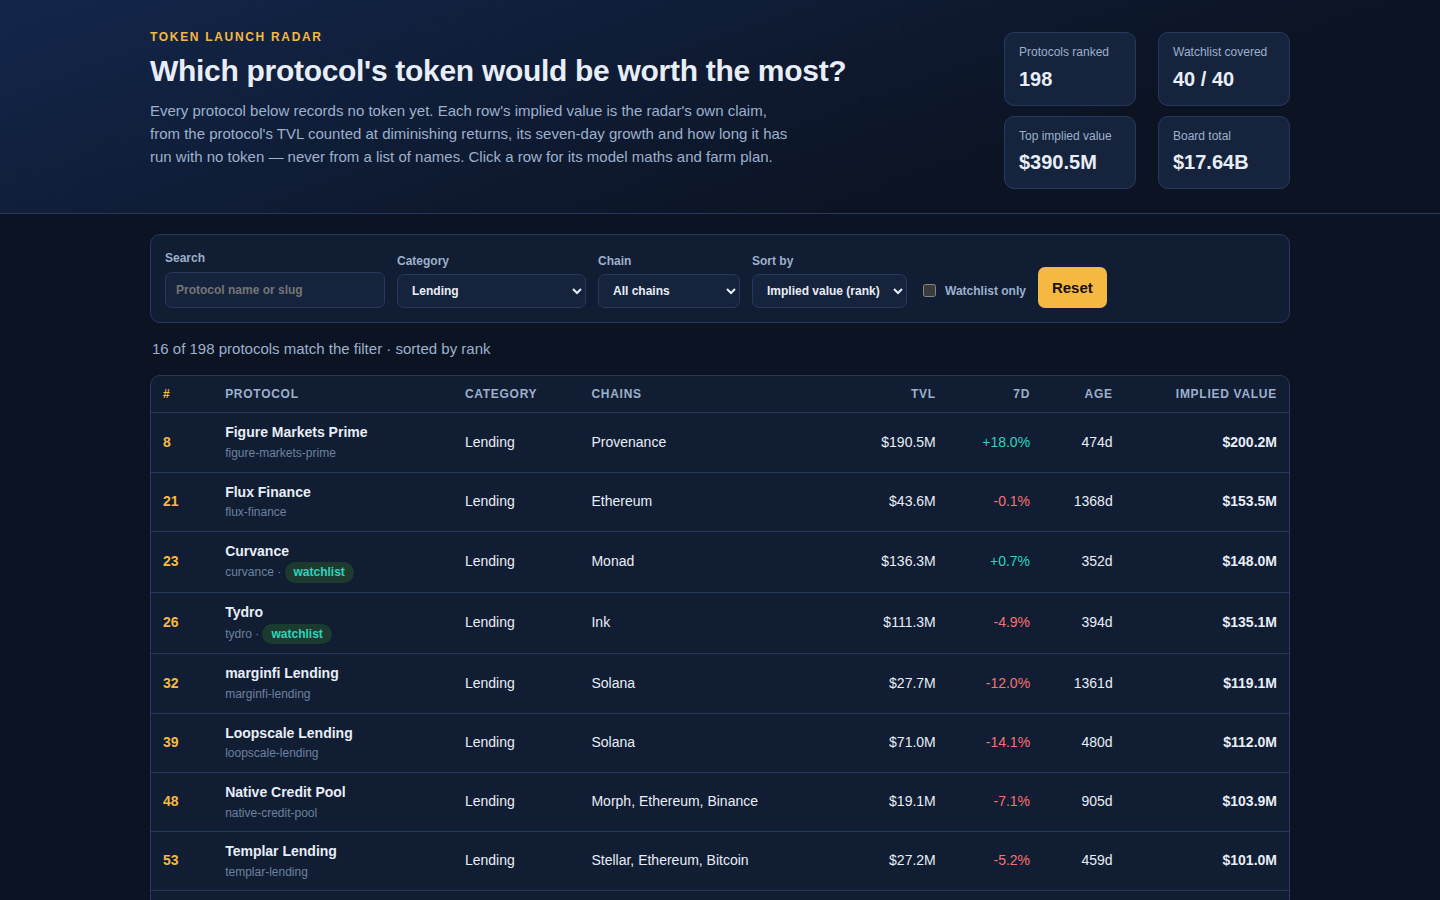 TOKEN LAUNCH RADAR
Which protocol's token would be worth the most?
Every protocol below records no token yet. Each row's implied value is the radar's own claim,
from the protocol's TVL counted at diminishing returns, its seven-day growth and how long it has
run with no token — never from a list of names. Click a row for its model maths and farm plan.
Protocols ranked
198
Watchlist covered
40 / 40
Top implied value
$390.5M
Board total
$17.64B
Search
Protocol name or slug
Category
Lending
Chain
All chains
Sort by
Implied value (rank)
Watchlist only
Reset
16 of 198 protocols match the filter · sorted by rank
# PROTOCOL CATEGORY CHAINS TVL 7D AGE IMPLIED VALUE
8 Figure Markets Prime Lending Provenance $190.5M +18.0% 474d $200.2M
figure-markets-prime
21 Flux Finance Lending Ethereum $43.6M -0.1% 1368d $153.5M
flux-finance
23 Curvance Lending Monad $136.3M +0.7% 352d $148.0M
curvance · watchlist
26 Tydro Lending Ink $111.3M -4.9% 394d $135.1M
tydro · watchlist
32 marginfi Lending Lending Solana $27.7M -12.0% 1361d $119.1M
marginfi-lending
39 Loopscale Lending Lending Solana $71.0M -14.1% 480d $112.0M
loopscale-lending
48 Native Credit Pool Lending Morph, Ethereum, Binance $19.1M -7.1% 905d $103.9M
native-credit-pool
53 Templar Lending Lending Stellar, Ethereum, Bitcoin $27.2M -5.2% 459d $101.0M
templar-lending